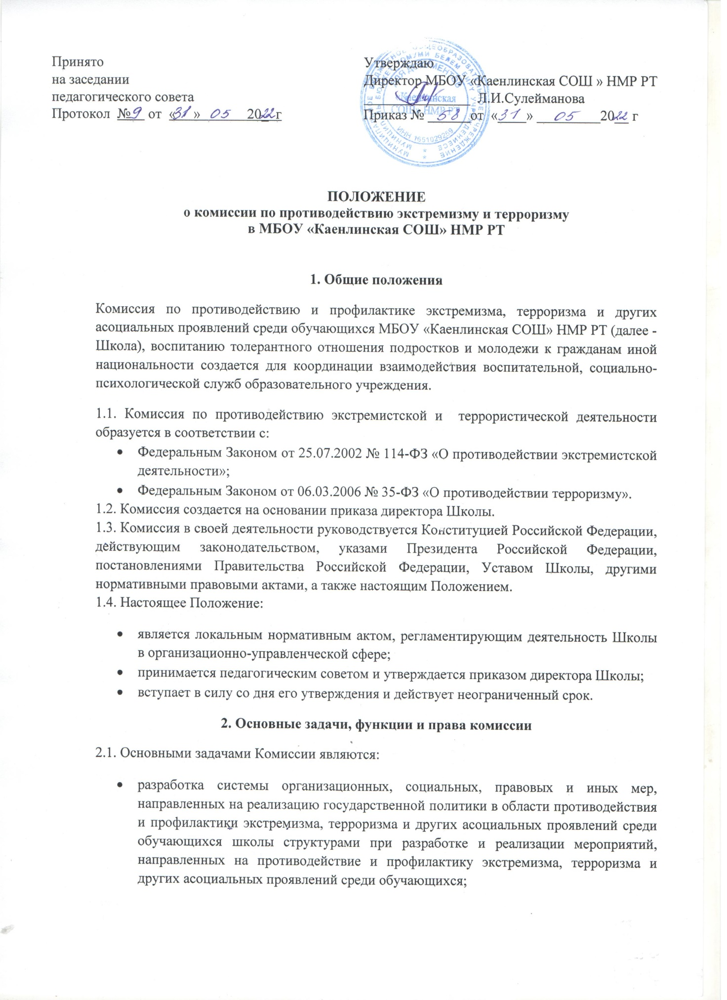 Принято
на заседании
педагогического совета
Протокол №9 от «31» 05 2022 г
Утверждаю
Директор МБОУ «Каенлинская СОШ » НМР РТ
Л.И.Сулейманова
Приказ № 58 от «31» 05 2022 г
ДЛЯ ДОКУМЕНТОВ
«Каенлинская
СОШ» НМР РТ
ИНН 1651029259
ПОЛОЖЕНИЕ
о комиссии по противодействию экстремизму и терроризму
в МБОУ «Каенлинская СОШ» НМР РТ
1. Общие положения
Комиссия по противодействию и профилактике экстремизма, терроризма и других
асоциальных проявлений среди обучающихся МБОУ «Каенлинская СОШ» НМР РТ (далее -
Школа), воспитанию толерантного отношения подростков и молодежи к гражданам иной
национальности создается для координации взаимодействия воспитательной, социально-
психологической служб образовательного учреждения.
1.1. Комиссия по противодействию экстремистской и террористической деятельности
образуется в соответствии с:
• Федеральным Законом от 25.07.2002 № 114-ФЗ «О противодействии экстремистской
деятельности»;
• Федеральным Законом от 06.03.2006 № 35-ФЗ «О противодействии терроризму».
1.2. Комиссия создается на основании приказа директора Школы.
1.3. Комиссия в своей деятельности руководствуется Конституцией Российской Федерации,
действующим законодательством, указами Президента Российской Федерации,
постановлениями Правительства Российской Федерации, Уставом Школы, другими
нормативными правовыми актами, а также настоящим Положением.
1.4. Настоящее Положение:
• является локальным нормативным актом, регламентирующим деятельность Школы
в организационно-управленческой сфере;
• принимается педагогическим советом и утверждается приказом директора Школы;
• вступает в силу со дня его утверждения и действует неограниченный срок.
2. Основные задачи, функции и права комиссии
2.1. Основными задачами Комиссии являются:
• разработка системы организационных, социальных, правовых и иных мер,
направленных на реализацию государственной политики в области противодействия
и профилактики экстремизма, терроризма и других асоциальных проявлений среди
обучающихся школы структурами при разработке и реализации мероприятий,
направленных на противодействие и профилактику экстремизма, терроризма и
других асоциальных проявлений среди обучающихся;